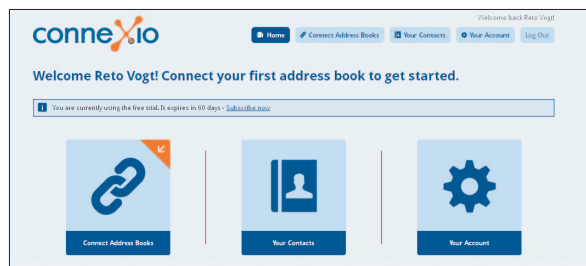 Welcome back Reto Vogt!
connexio
Home Connect Address Books Your Contacts Your Account Log Out
Welcome Reto Vogt! Connect your first address book to get started.
You are currently using the free trial. It expires in 60 days - Subscribe now
Connect Address Books Your Contacts Your Account